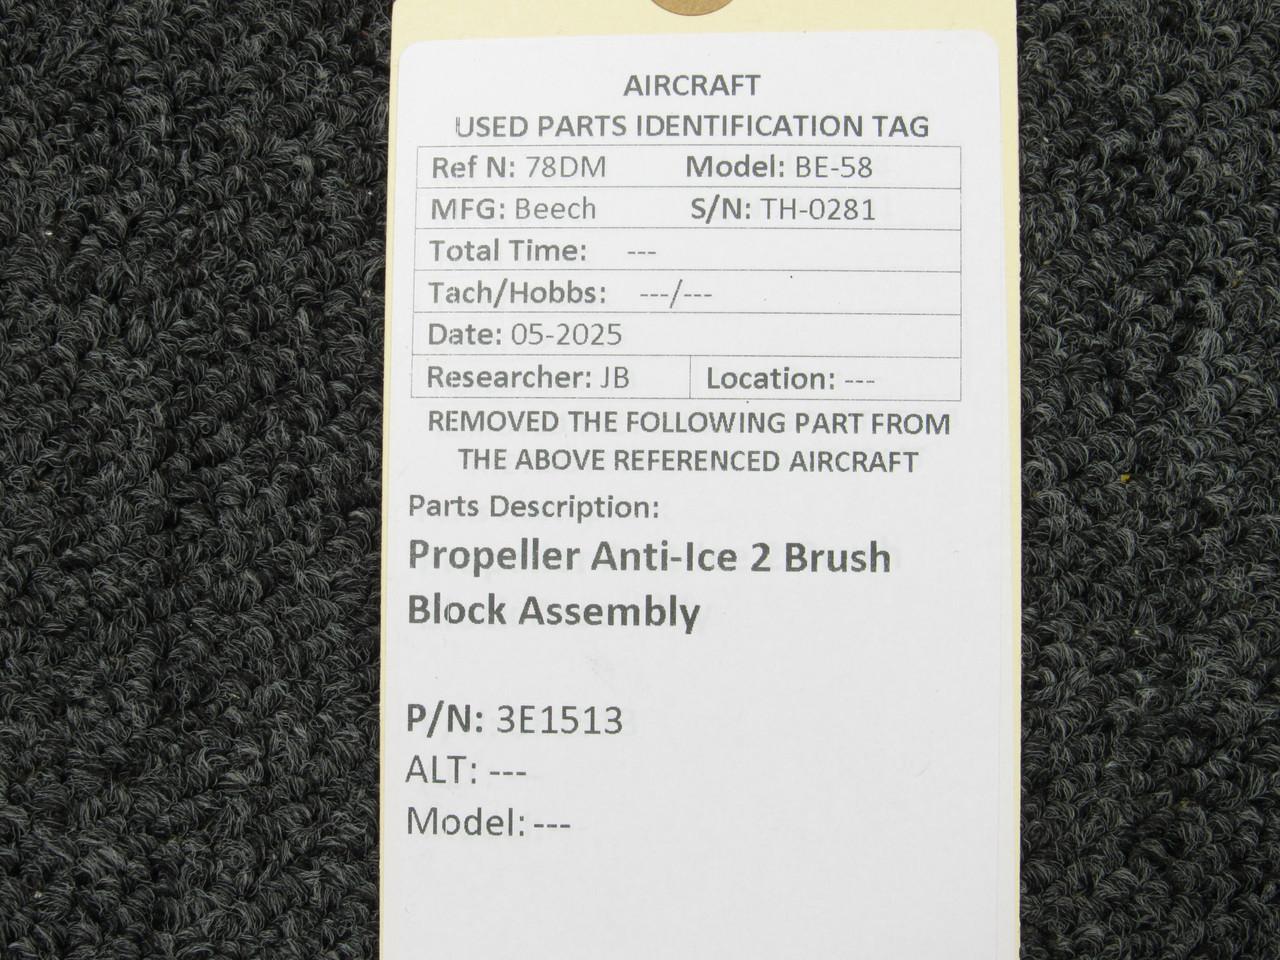 AIRCRAFT
USED PARTS IDENTIFICATION TAG
Ref N: 78DM Model: BE-58
MFG: Beech S/N: TH-0281
Total Time: ---
Tach/Hobbs: ---/---
Date: 05-2025
Researcher: JB Location: ---
REMOVED THE FOLLOWING PART FROM
THE ABOVE REFERENCED AIRCRAFT
Parts Description:
Propeller Anti-Ice 2 Brush
Block Assembly
P/N: 3E1513
ALT: ---
Model: ---